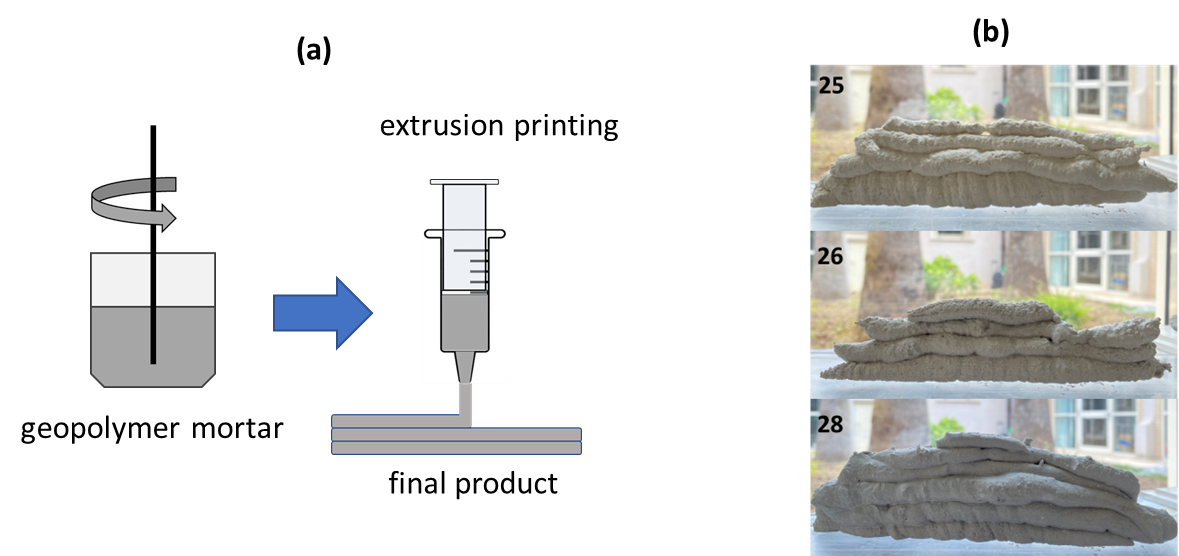 (a)
extrusion printing
geopolymer mortar
final product
(b)
25
26
28